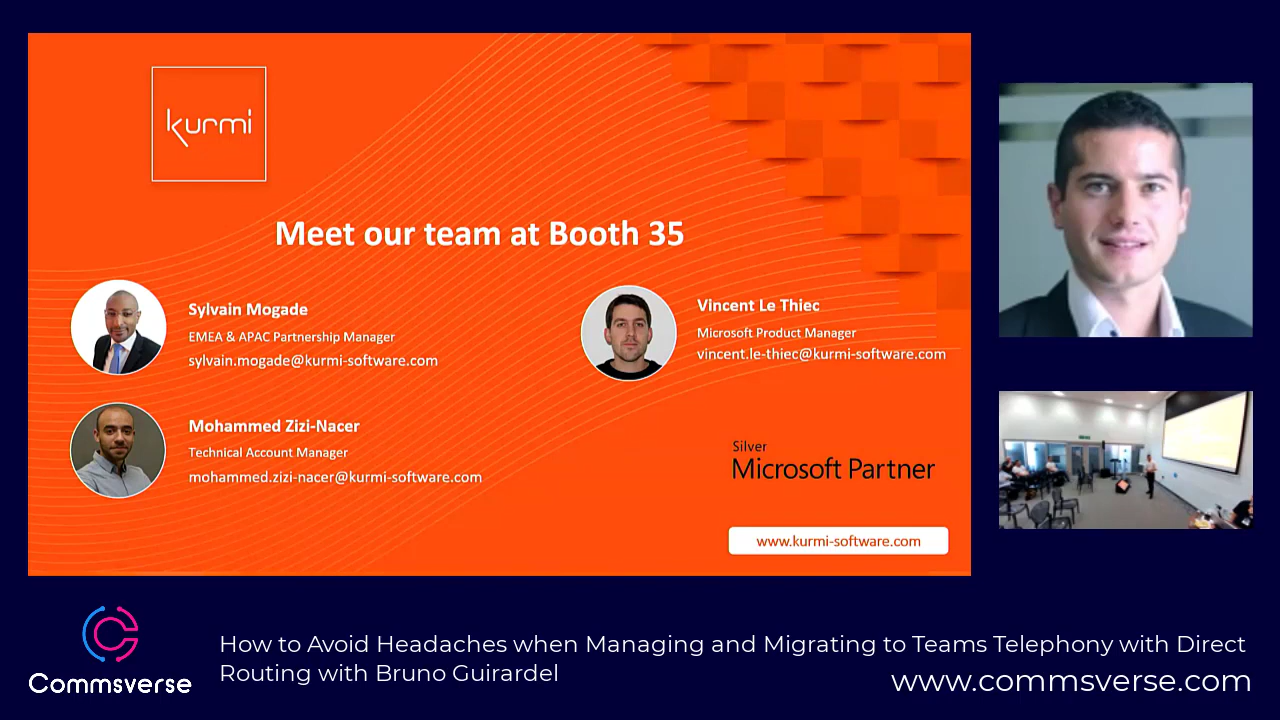 kurmi
Meet our team at Booth 35
Sylvain Mogade
EMEA & APAC Partnership Manager
sylvain.mogade@kurmi-software.com
Vincent Le Thiec
Microsoft Product Manager
vincent.le-thiec@kurmi-software.com
Mohammed Zizi-Nacer
Technical Account Manager
mohammed.zizi-nacer@kurmi-software.com
Silver
Microsoft Partner
www.kurmi-software.com
Commsverse
How to Avoid Headaches when Managing and Migrating to Teams Telephony with Direct
Routing with Bruno Guirardel
www.commsverse.com